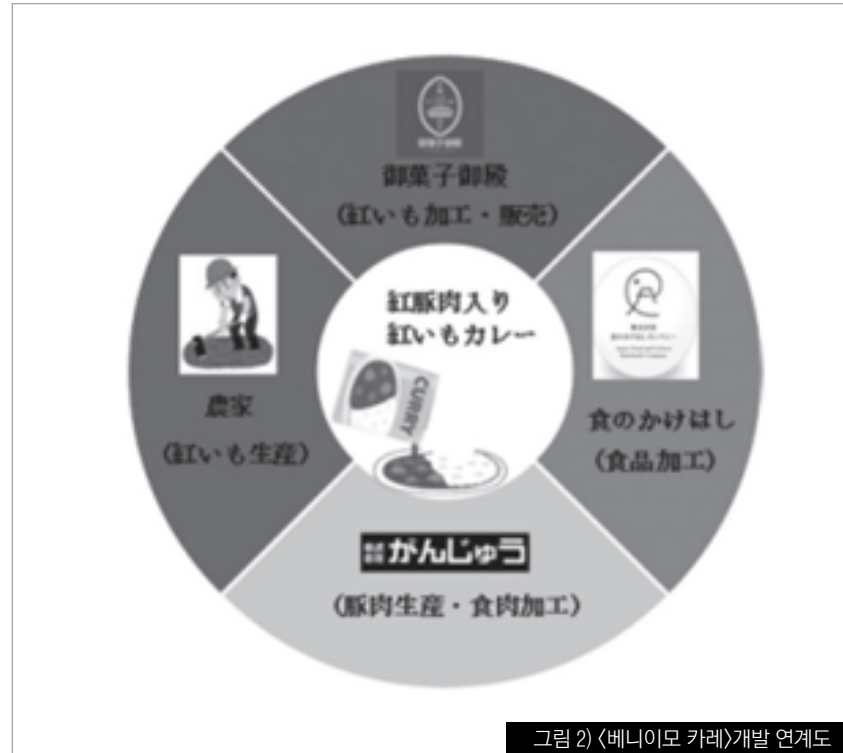 御菓子御殿
(紅いも加工・販売)
紅豚肉入り
紅いもカレー
CURRY
農家
(紅いも生産)
食のかけはし
(食品加工)
がんじゅう
(豚肉生産・食肉加工)
그림 2) 〈베니이모 카레〉개발 연계도